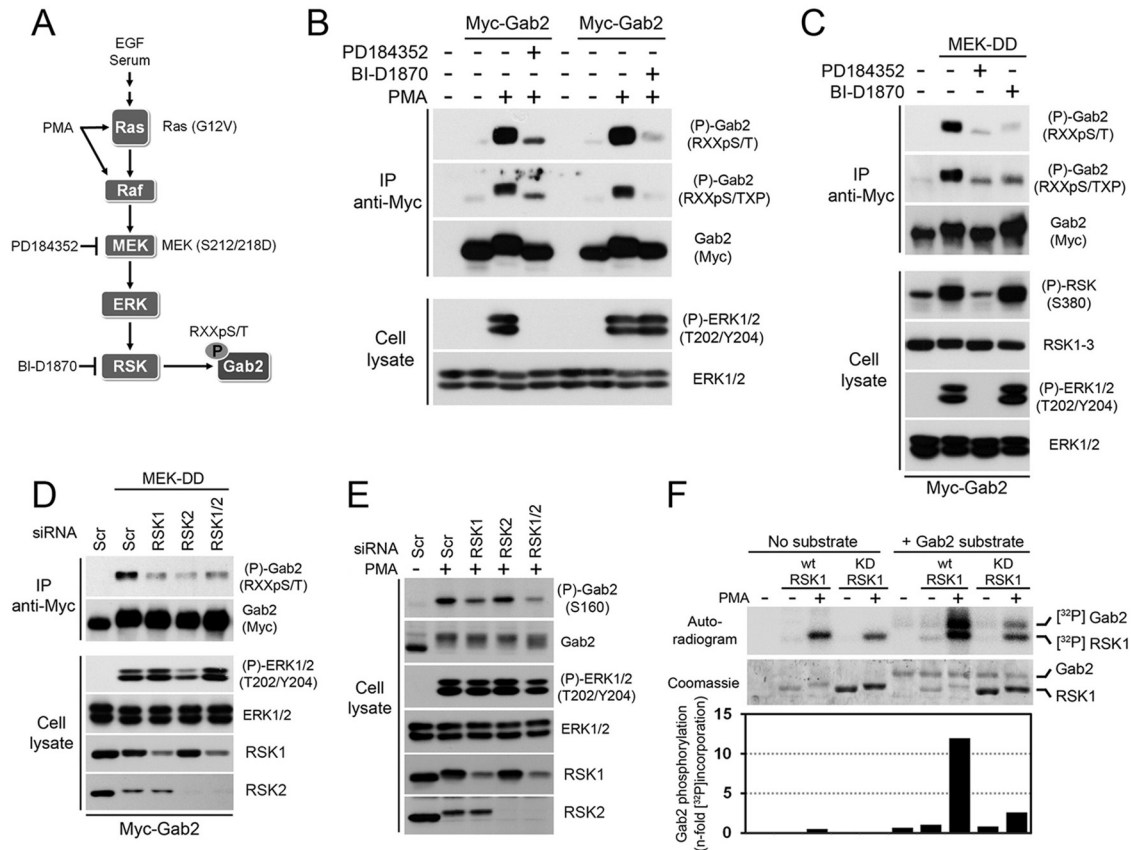 A
EGF
Serum
PMA
Ras
Ras (G12V)
Raf
PD184352
MEK
MEK (S212/218D)
ERK
RXXpS/T
P
BI-D1870
RSK
Gab2
B
Myc-Gab2 Myc-Gab2
PD184352 - - - + - - - -
BI-D1870 - - - - - - - +
PMA - - + + - - + +
IP
anti-Myc
(P)-Gab2
(RXXpS/T)
(P)-Gab2
(RXXpS/TXP)
Gab2
(Myc)
Cell
lysate
(P)-ERK1/2
(T202/Y204)
ERK1/2
C
MEK-DD
PD184352 - - + -
BI-D1870 - - - +
IP
anti-Myc
(P)-Gab2
(RXXpS/T)
(P)-Gab2
(RXXpS/TXP)
Gab2
(Myc)
Cell
lysate
(P)-RSK
(S380)
RSK1-3
(P)-ERK1/2
(T202/Y204)
ERK1/2
Myc-Gab2
D
MEK-DD
siRNA Scr Scr RSK1 RSK2 RSK1/2
IP
anti-Myc
(P)-Gab2
(RXXpS/T)
Gab2
(Myc)
Cell
lysate
(P)-ERK1/2
(T202/Y204)
ERK1/2
RSK1
RSK2
Myc-Gab2
E
siRNA Scr Scr RSK1 RSK2 RSK1/2
PMA - + + + +
Cell
lysate
(P)-Gab2
(S160)
Gab2
(P)-ERK1/2
(T202/Y204)
ERK1/2
RSK1
RSK2
F
No substrate + Gab2 substrate
wt KD wt KD
RSK1 RSK1 RSK1 RSK1
PMA - - + - + - - + - +
Auto-
radiogram
[³²P] Gab2
[³²P] RSK1
Coomassie
Gab2
RSK1
Gab2 phosphorylation
(n-fold [³²P]incorporation)
15
10
5
0